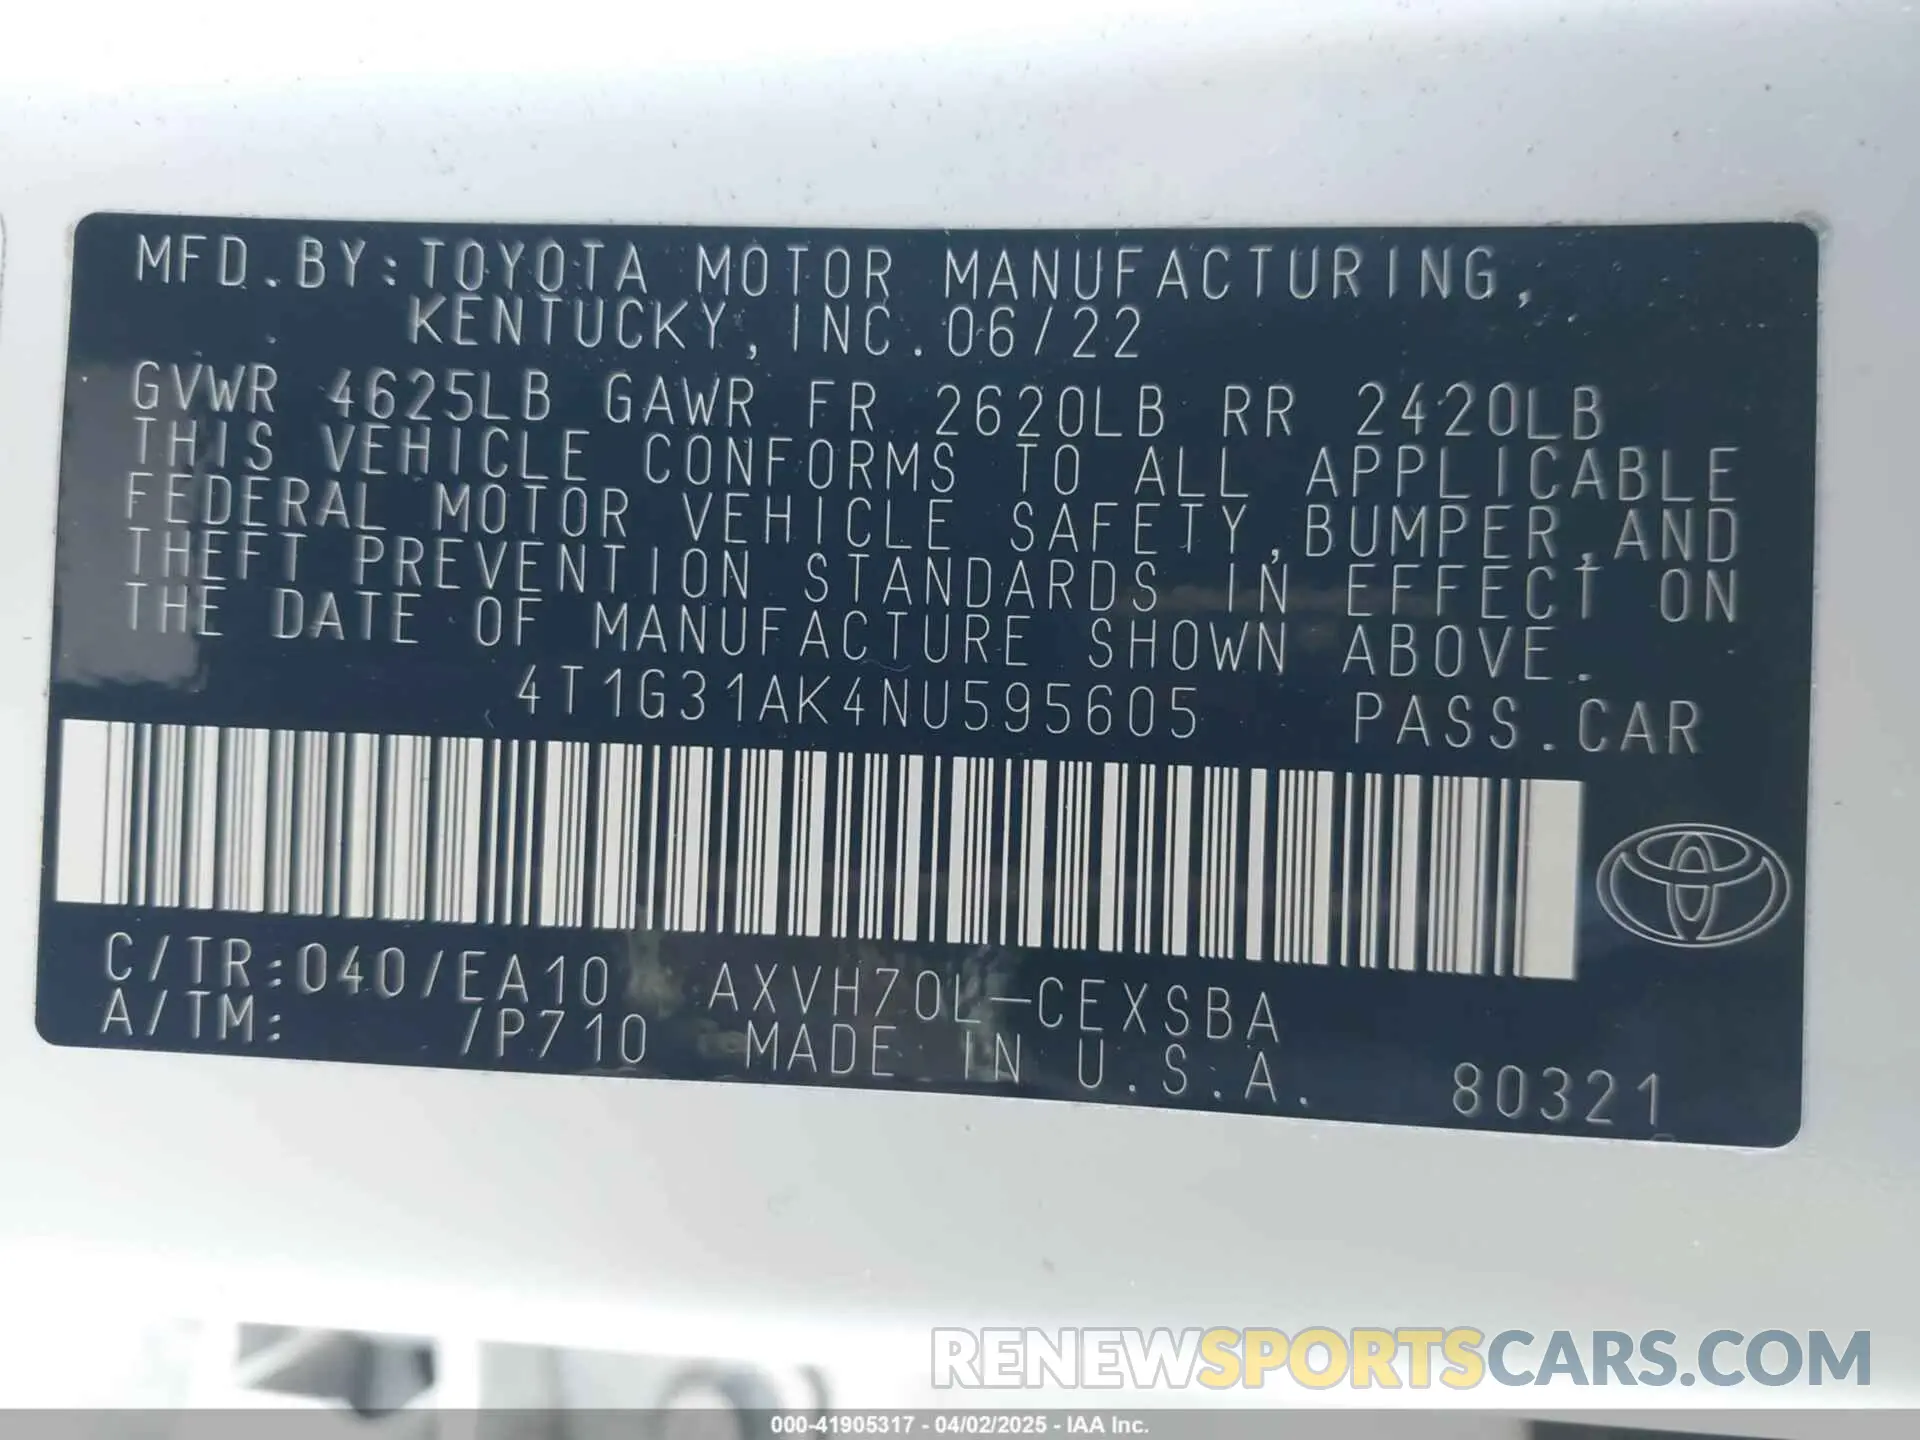 MFD.BY:TOYOTA MOTOR MANUFACTURING,
KENTUCKY,INC.06/22
GVWR 4625LB GAWR FR 2620LB RR 2420LB
THIS VEHICLE CONFORMS TO ALL APPLICABLE
FEDERAL MOTOR VEHICLE SAFETY,BUMPER,AND
THEFT PREVENTION STANDARDS IN EFFECT ON
THE DATE OF MANUFACTURE SHOWN ABOVE.
4T1G31AK4NU595605 PASS.CAR
C/TR:040/EA10 AXVH70L-CEXSBA
A/TM: /P710 MADE IN U.S.A. 80321
RENEWSPORTSCARS.COM
000-41905317 - 04/02/2025 - IAA Inc.